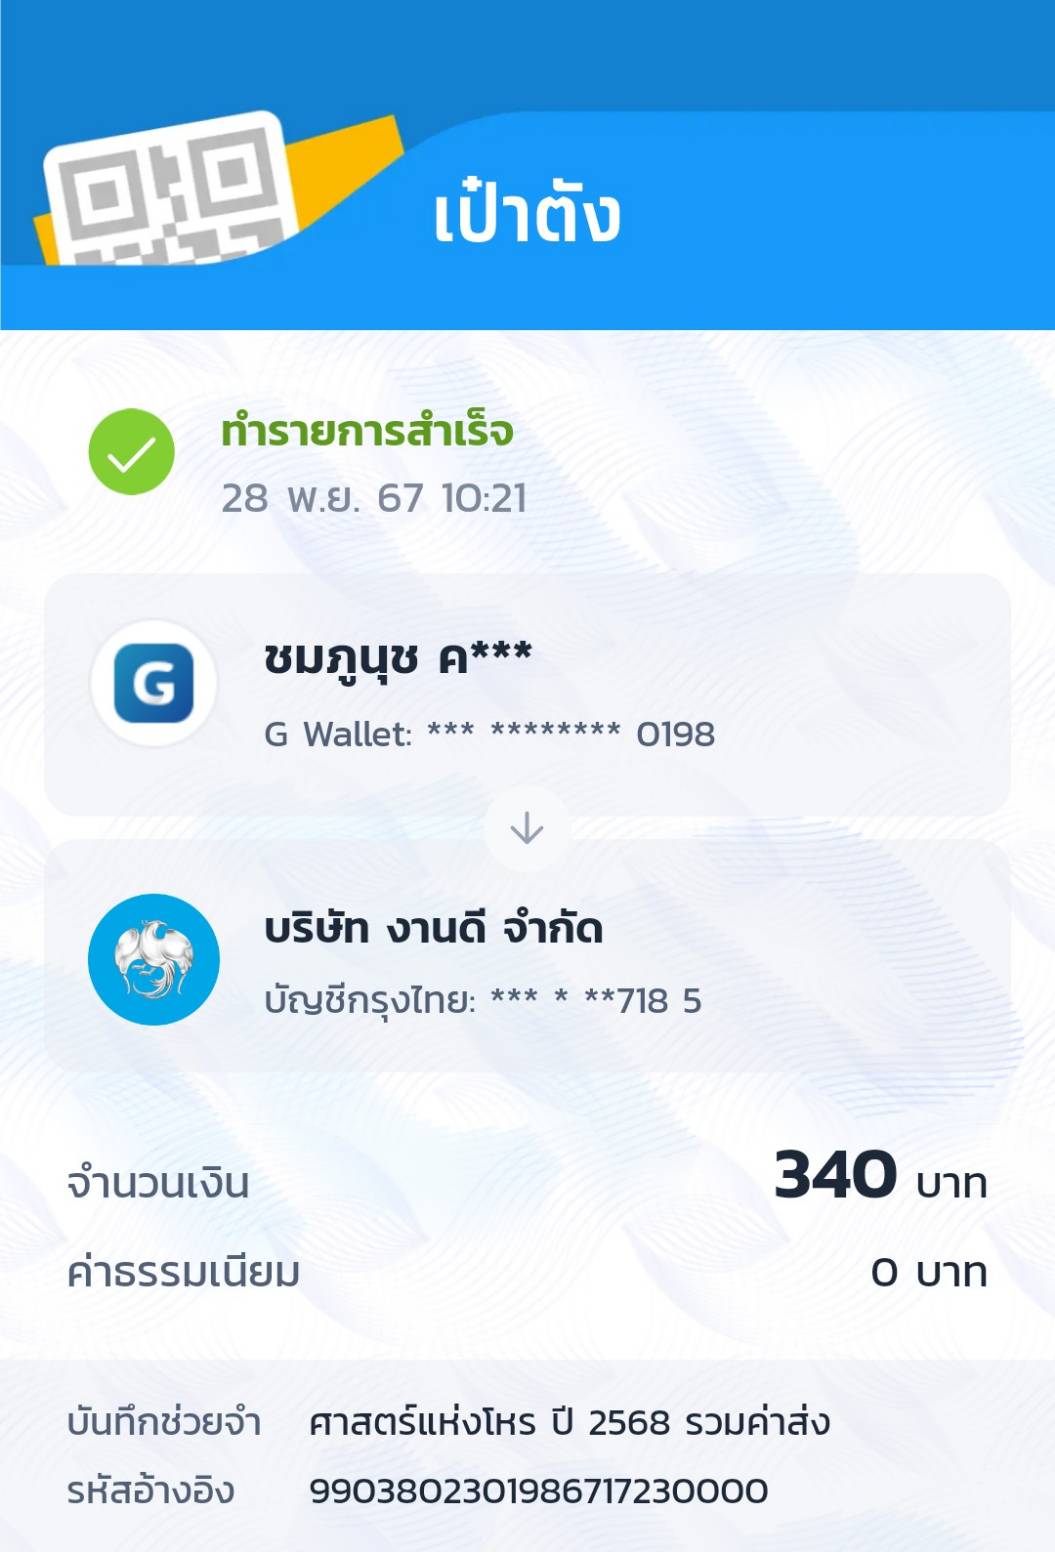 เป๋าตัง
ทำรายการสำเร็จ
28 พ.ย. 67 10:21
G
ชมภูนุช ค***
G Wallet: *** ******** 0198
บริษัท งานดี จำกัด
บัญชีกรุงไทย: *** * **718 5
จำนวนเงิน 340 บาท
ค่าธรรมเนียม 0 บาท
บันทึกช่วยจำ ศาสตร์แห่งโหร ปี 2568 รวมค่าส่ง
รหัสอ้างอิง 9903802301986717230000